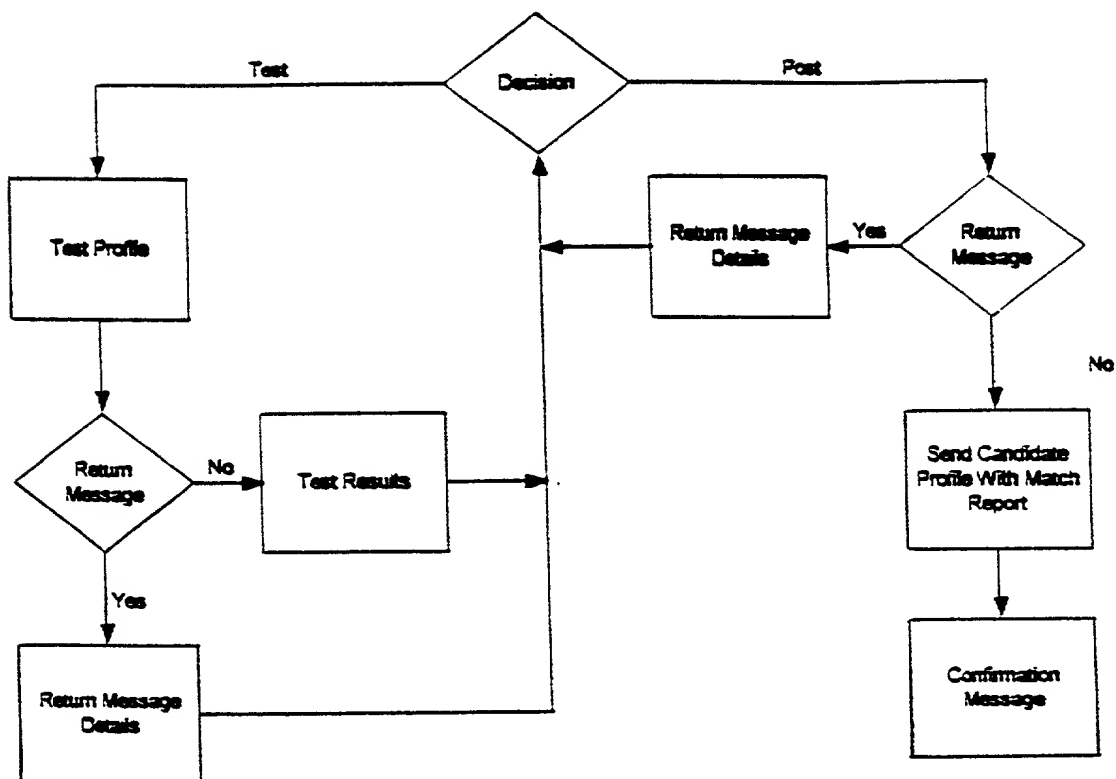 Test
Decision
Post
Test Profile
Return Message
Details
Yes
Return
Message
No
Return
Message
No
Test Results
Send Candidate
Profile With Match
Report
Yes
Return Message
Details
Confirmation
Message